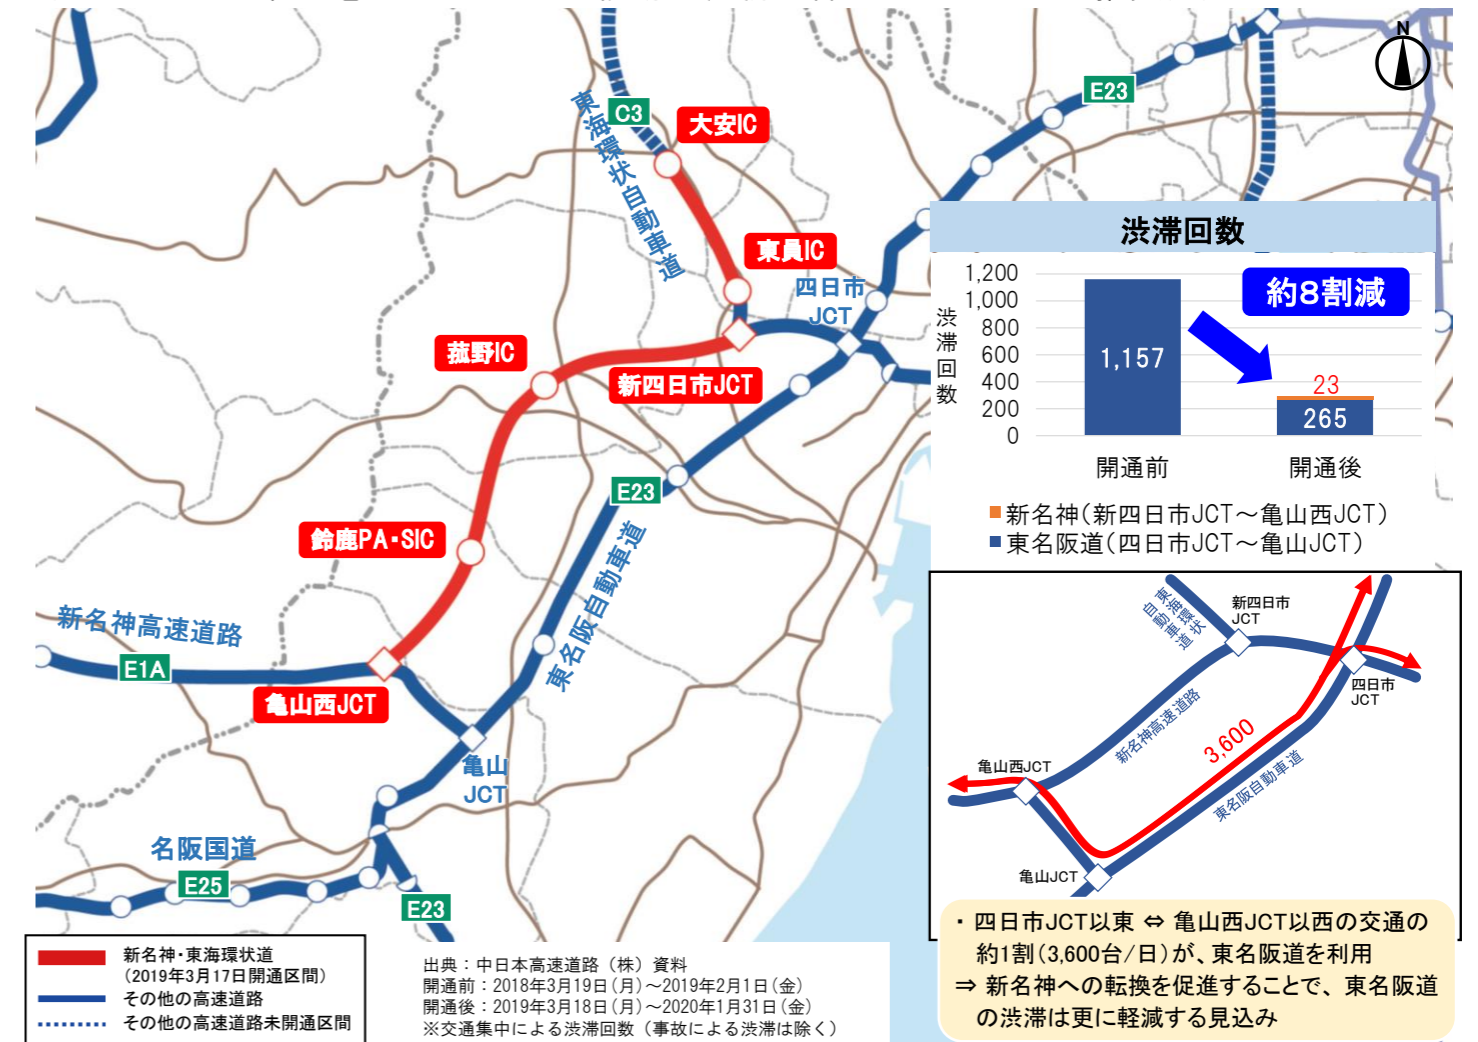 N
E23
C3
大安IC
東海環状自動車道
東員IC
四日市
JCT
菰野IC
新四日市JCT
E23
鈴鹿PA・SIC
東名阪自動車道
新名神高速道路
E1A
亀山西JCT
亀山
JCT
名阪国道
E25
E23
渋滞回数
約8割減
渋滞回数
1,200
1,000
800
600
400
200
0
1,157
23
265
開通前
開通後
新名神(新四日市JCT～亀山西JCT)
東名阪道(四日市JCT～亀山JCT)
東海環状
自動車道
新四日市
JCT
四日市
JCT
新名神高速道路
3,600
東名阪自動車道
亀山西JCT
亀山JCT
・四日市JCT以東 ⇔ 亀山西JCT以西の交通の
約1割(3,600台/日)が、東名阪道を利用
⇒ 新名神への転換を促進することで、東名阪道
の渋滞は更に軽減する見込み
新名神・東海環状道
(2019年3月17日開通区間)
その他の高速道路
その他の高速道路未開通区間
出典：中日本高速道路（株）資料
開通前：2018年3月19日(月)～2019年2月1日(金)
開通後：2019年3月18日(月)～2020年1月31日(金)
※交通集中による渋滞回数（事故による渋滞は除く）